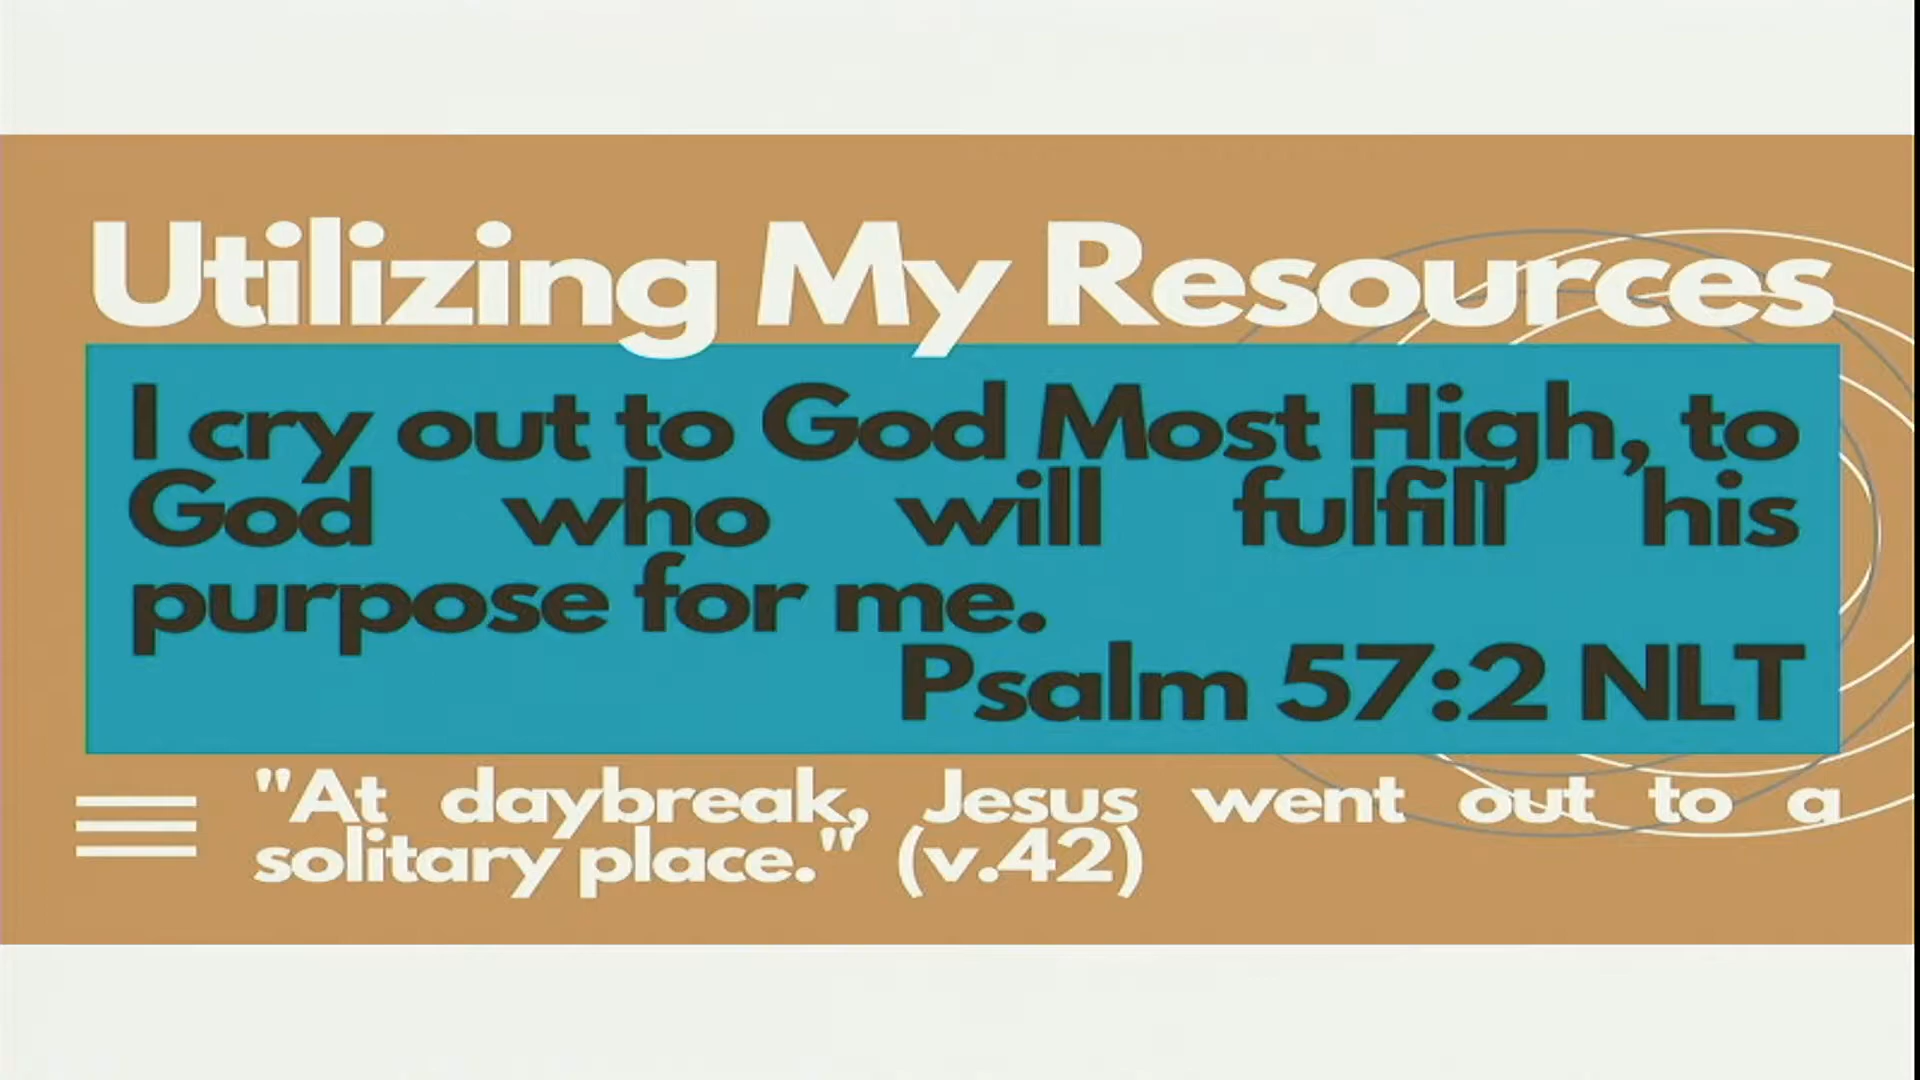 Utilizing My Resources
I cry out to God Most High, to
God who will fulfill his
purpose for me.
Psalm 57:2 NLT
"At daybreak, Jesus went out to a
solitary place." (v.42)